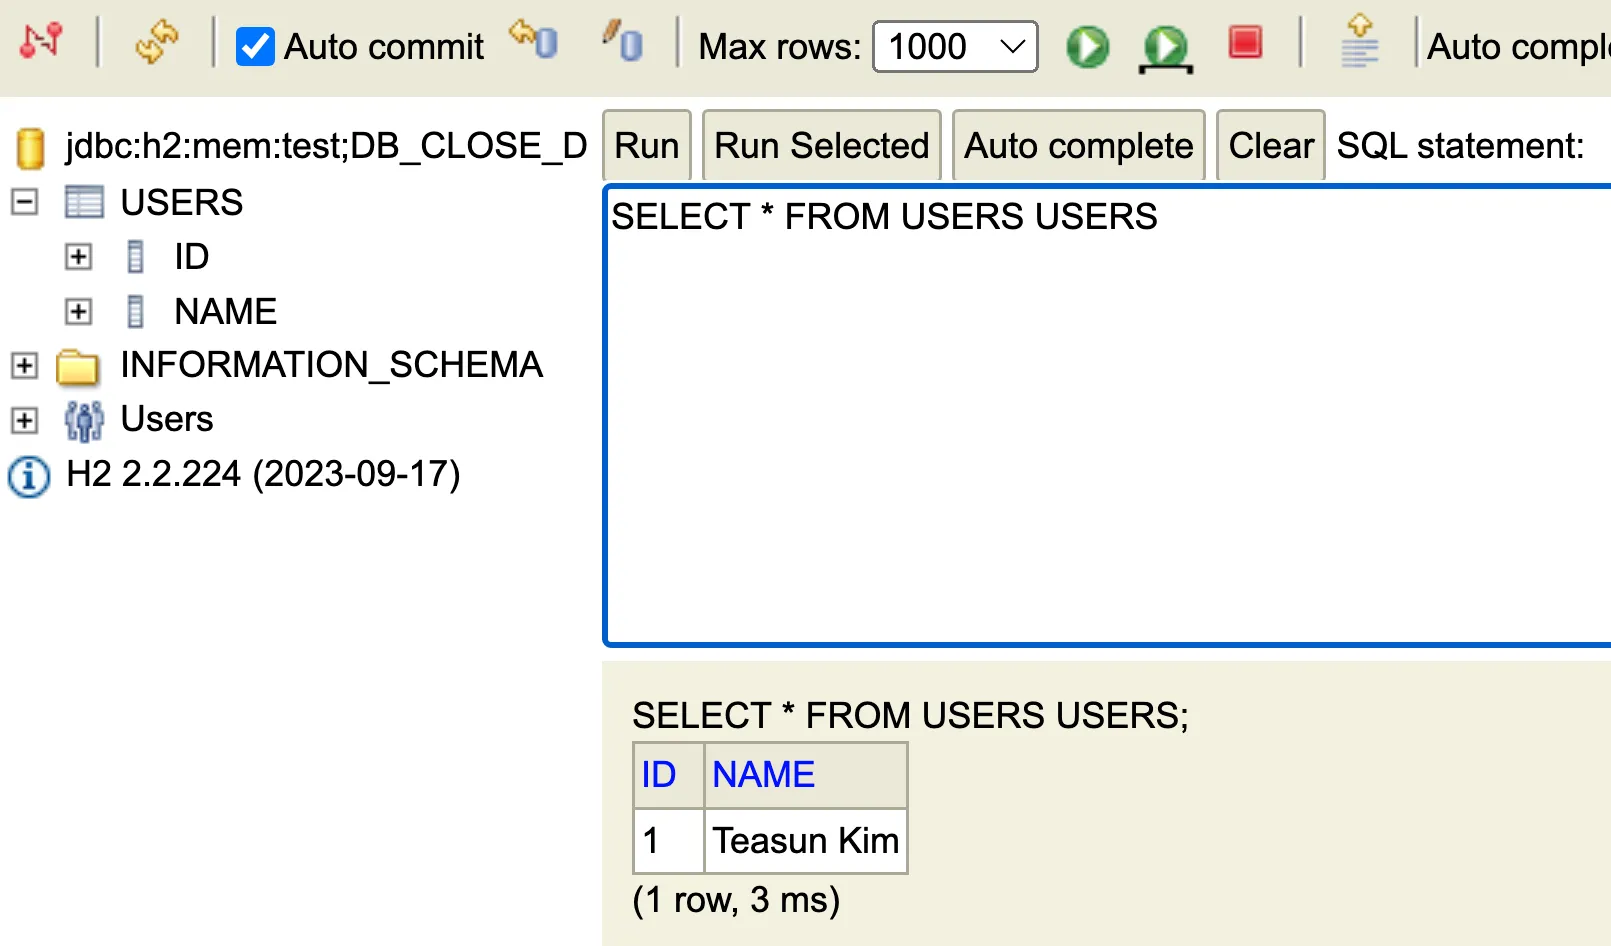 Auto commit
Max rows: 1000
Auto compl
jdbc:h2:mem:test;DB_CLOSE_D
USERS
ID
NAME
INFORMATION_SCHEMA
Users
H2 2.2.224 (2023-09-17)
Run Run Selected Auto complete Clear SQL statement:
SELECT * FROM USERS USERS
SELECT * FROM USERS USERS;
ID NAME
1 Teasun Kim
(1 row, 3 ms)